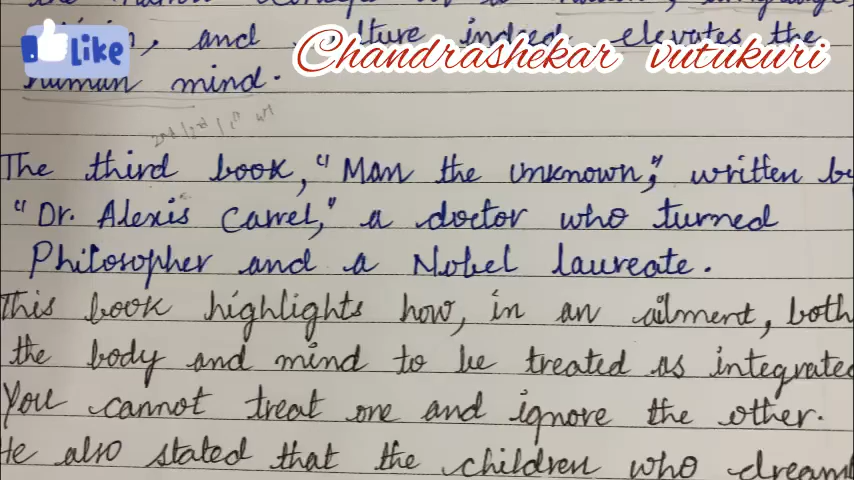 and indeed elevates the
Like
Chandrashekar vutukuri
human mind.
The third book, "Man the unknown", written by
"Dr. Alexis Carrel," a doctor who turned
Philosopher and a Nobel laureate.
This book highlights how, in an ailment, both
the body and mind to be treated as integrated
You cannot treat one and ignore the other.
He also stated that the children who dream